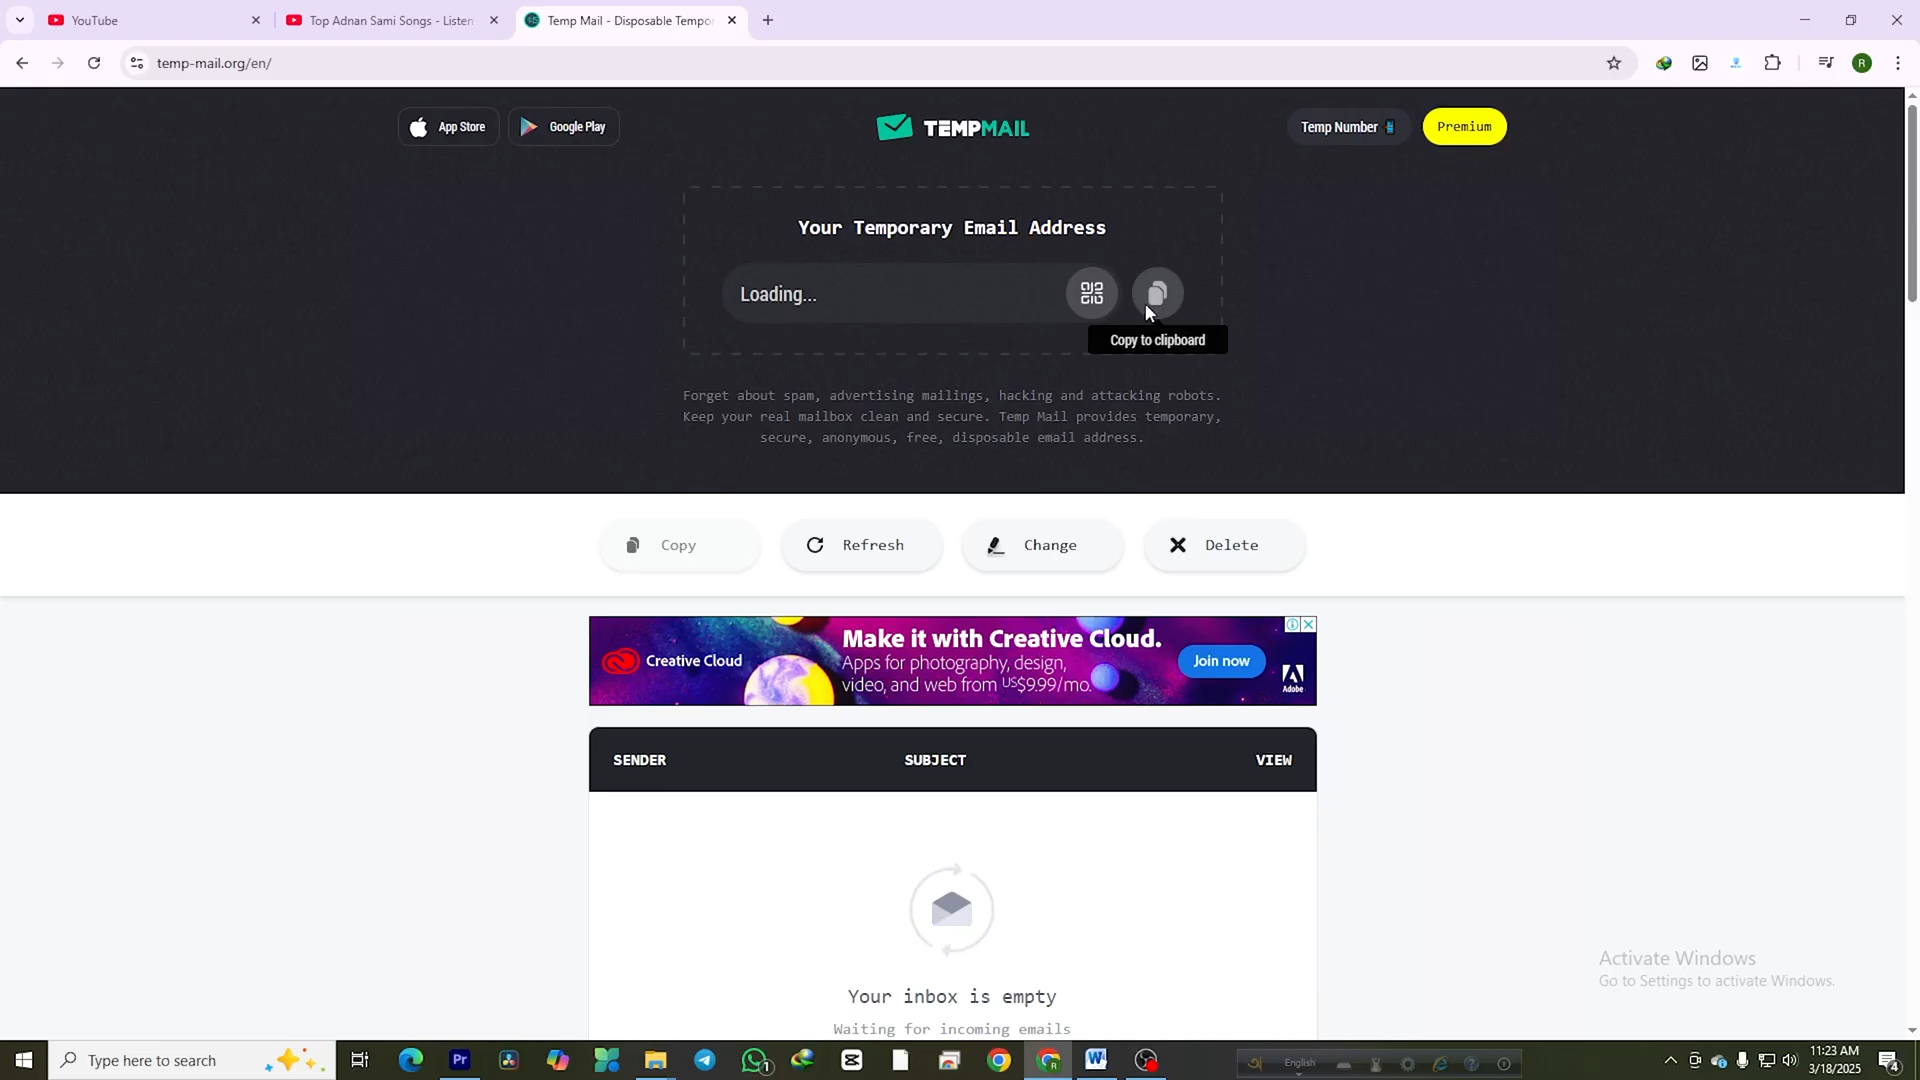 YouTube
Top Adnan Sami Songs - Listen
Temp Mail - Disposable Tempor
temp-mail.org/en/
R
App Store
Google Play
TEMPMAIL
Temp Number
Premium
Your Temporary Email Address
Loading...
Copy to clipboard
Forget about spam, advertising mailings, hacking and attacking robots.
Keep your real mailbox clean and secure. Temp Mail provides temporary,
secure, anonymous, free, disposable email address.
Copy
Refresh
Change
Delete
Creative Cloud
Make it with Creative Cloud.
Apps for photography, design,
video, and web from US$9.99/mo.
Join now
Adobe
SENDER
SUBJECT
VIEW
Your inbox is empty
Waiting for incoming emails
Activate Windows
Go to Settings to activate Windows.
Type here to search
Pr
1
R
W
English
11:23 AM
3/18/2025
4